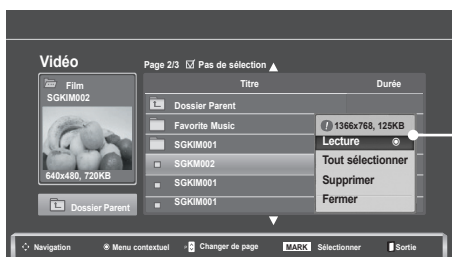 Vidéo
Page 2/3 Pas de sélection
Film
SGKIM002
640x480, 720KB
Dossier Parent
Titre Durée
Dossier Parent
Favorite Music
SGKIM001
SGKM002
SGKIM001
SGKIM001
1366x768, 125KB
Lecture
Tout sélectionner
Supprimer
Fermer
Navigation Menu contextuel Changer de page MARK Sélectionner Sortie